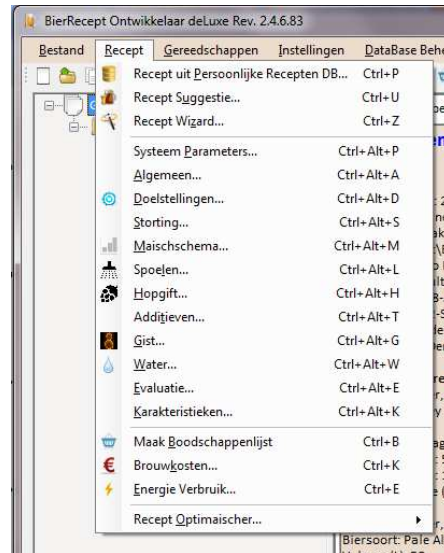 BierRecept Ontwikkelaar deLuxe Rev. 2.4.6.83
Bestand Recept Gereedschappen Instellingen DataBase Behe
Recept uit Persoonlijke Recepten DB... Ctrl+P
Recept Suggestie... Ctrl+U
Recept Wizard... Ctrl+Z
Systeem Parameters... Ctrl+Alt+P
Algemeen... Ctrl+Alt+A
Doelstellingen... Ctrl+Alt+D
Storting... Ctrl+Alt+S
Maischschema... Ctrl+Alt+M
Spoelen... Ctrl+Alt+L
Hopgift... Ctrl+Alt+H
Additieven... Ctrl+Alt+T
Gist... Ctrl+Alt+G
Water... Ctrl+Alt+W
Evaluatie... Ctrl+Alt+E
Karakteristieken... Ctrl+Alt+K
Maak Boodschappenlijst Ctrl+B
Brouwkosten... Ctrl+K
Energie Verbruik... Ctrl+E
Recept Optimaischer...
Biersoort: Pale Al